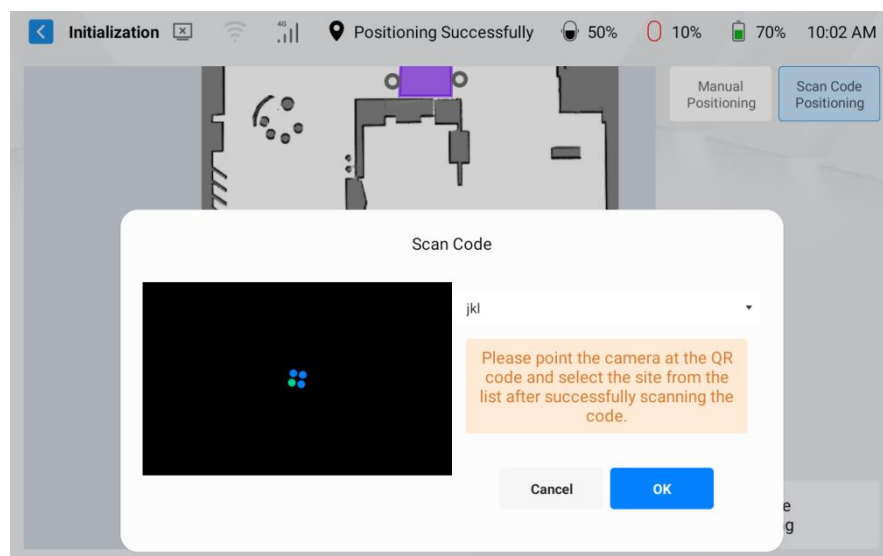 Initialization 4G Positioning Successfully 50% 10% 70% 10:02 AM
Manual
Positioning
Scan Code
Positioning
Scan Code
jkl
Please point the camera at the QR
code and select the site from the
list after successfully scanning the
code.
Cancel OK
e
g